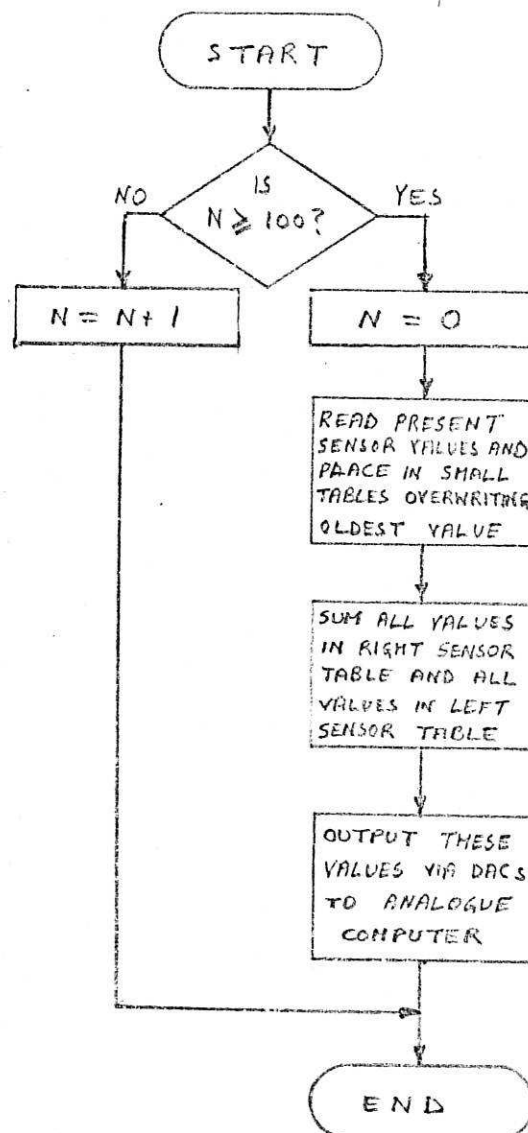 START
IS
N ≥ 100?
NO
YES
N = N + 1
N = 0
READ PRESENT
SENSOR VALUES AND
PLACE IN SMALL
TABLES OVERWRITING
OLDEST VALUE
SUM ALL VALUES
IN RIGHT SENSOR
TABLE AND ALL
VALUES IN LEFT
SENSOR TABLE
OUTPUT THESE
VALUES VIA DACS
TO ANALOGUE
COMPUTER
END